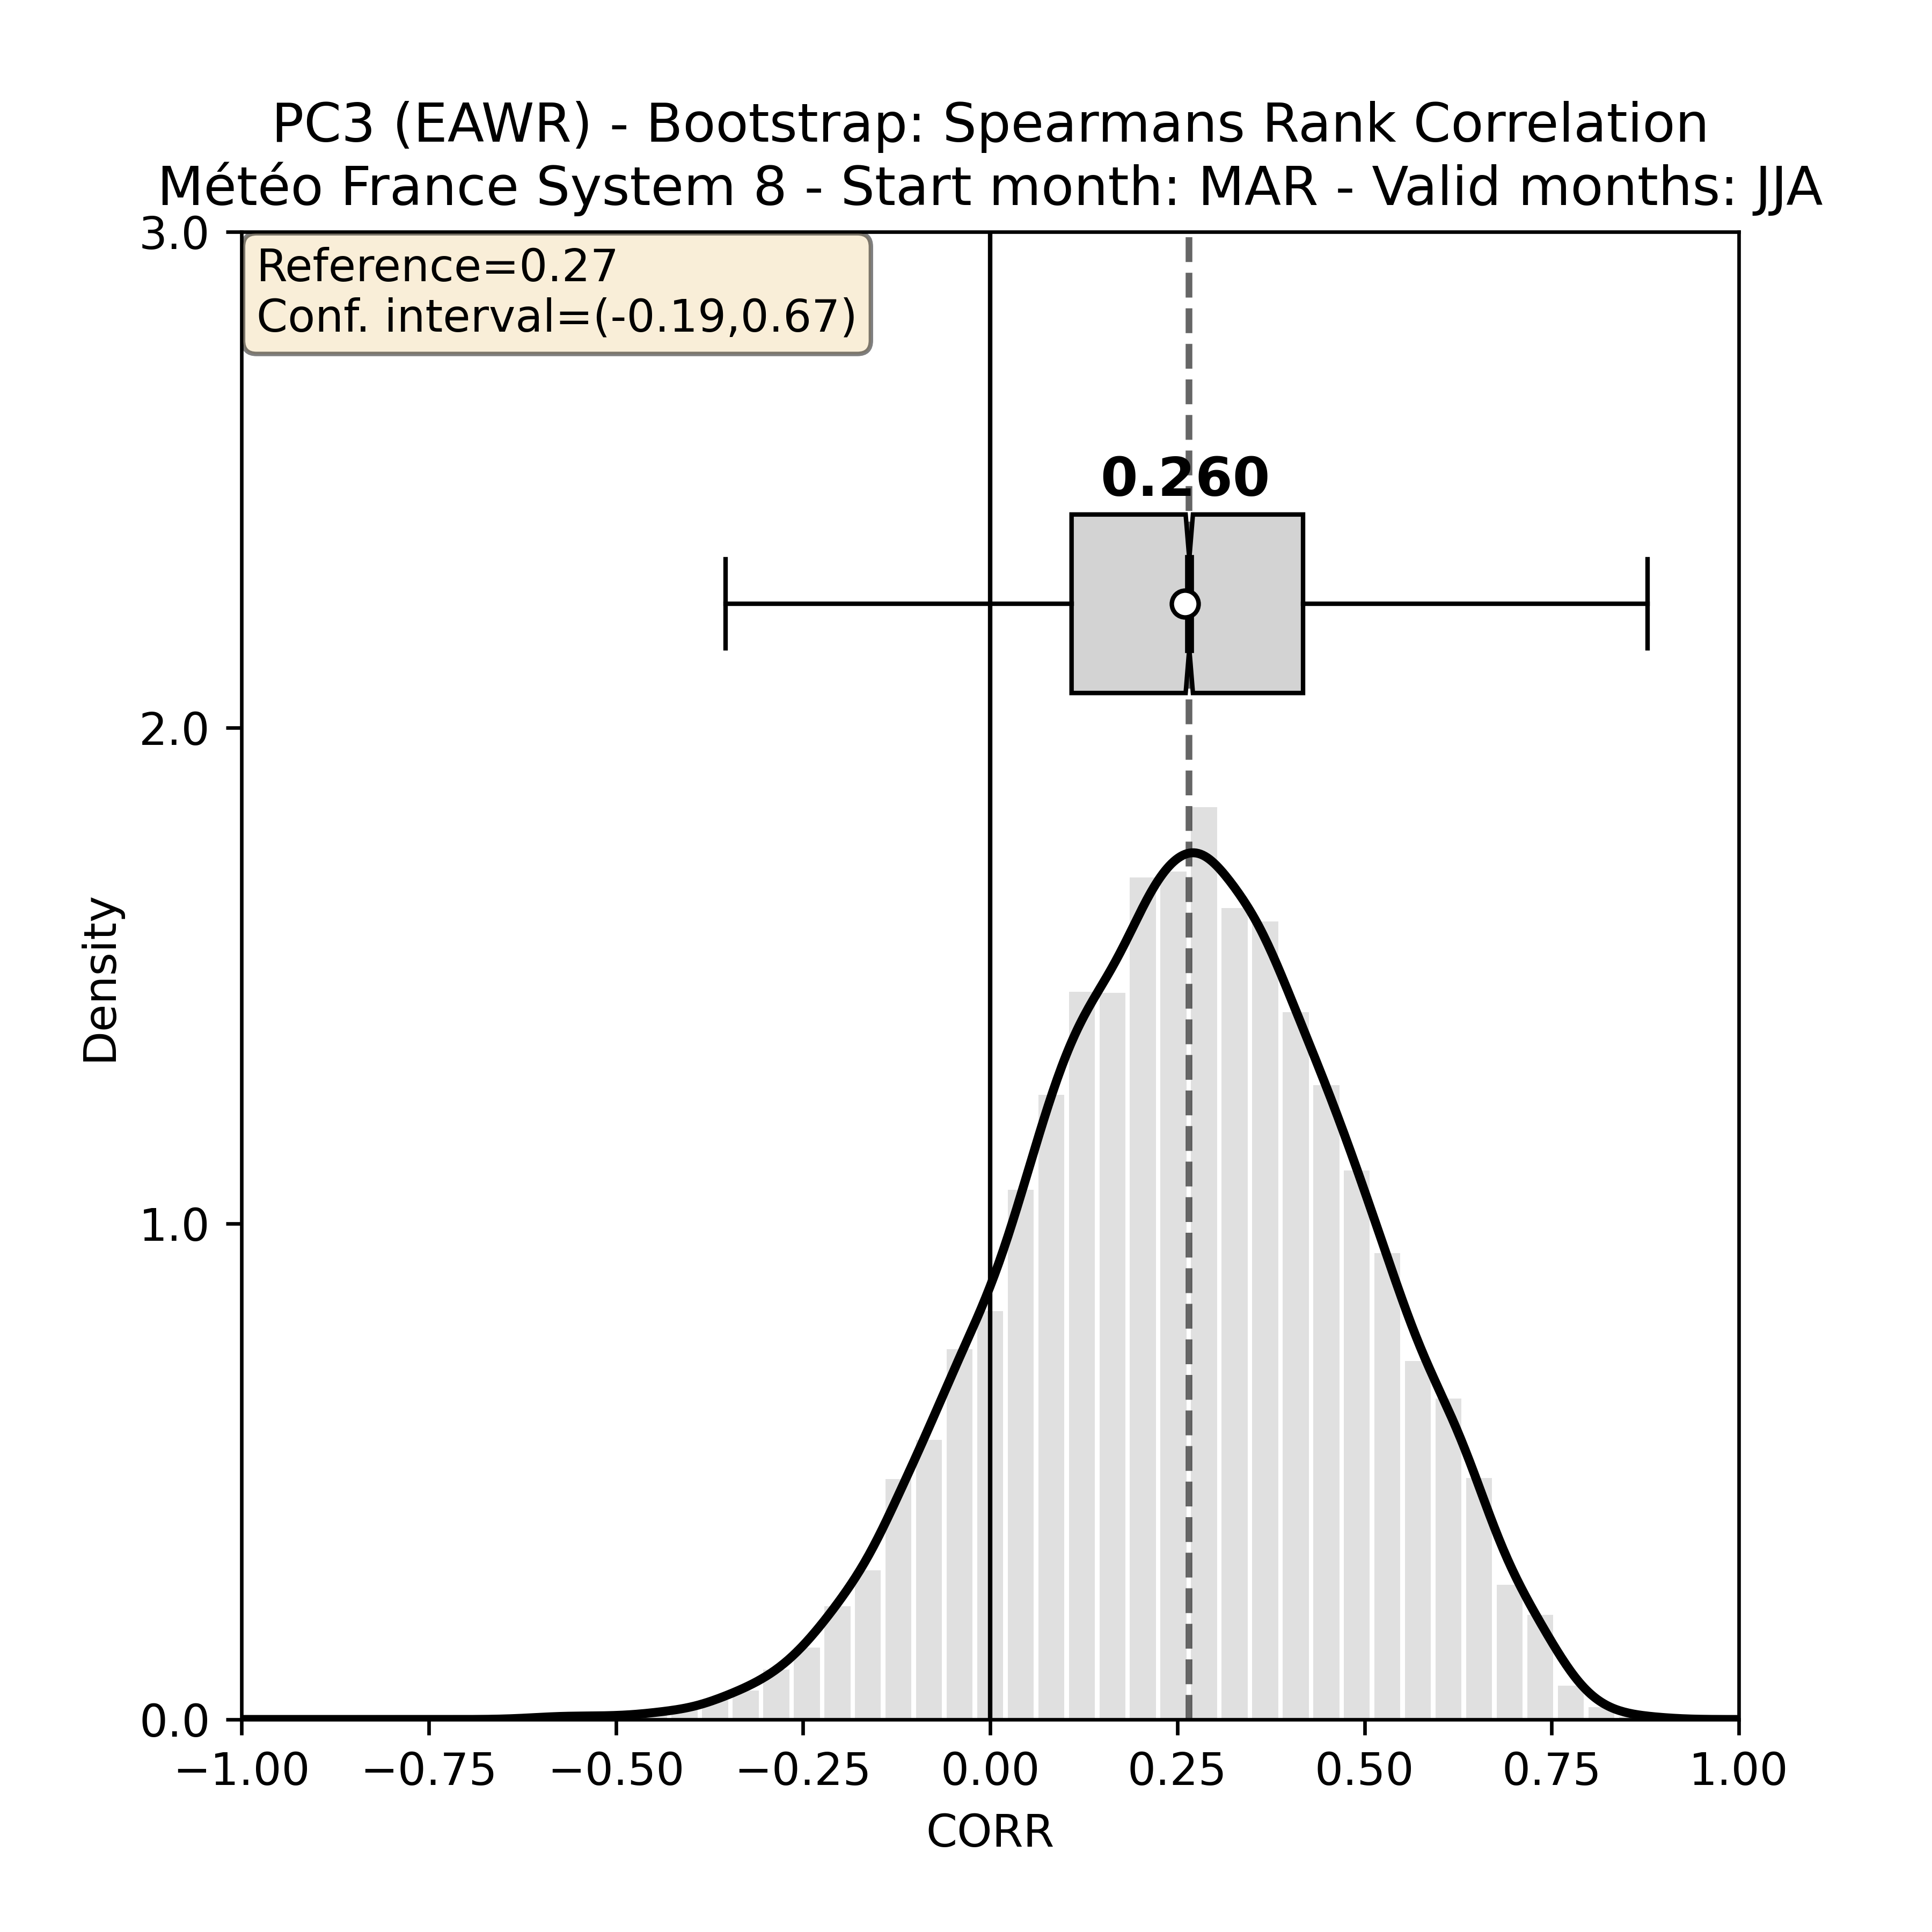 PC3 (EAWR) - Bootstrap: Spearmans Rank Correlation
Météo France System 8 - Start month: MAR - Valid months: JJA
3.0
Reference=0.27
Conf. interval=(-0.19,0.67)
0.260
2.0
Density
1.0
0.0
−1.00 −0.75 −0.50 −0.25 0.00 0.25 0.50 0.75 1.00
CORR